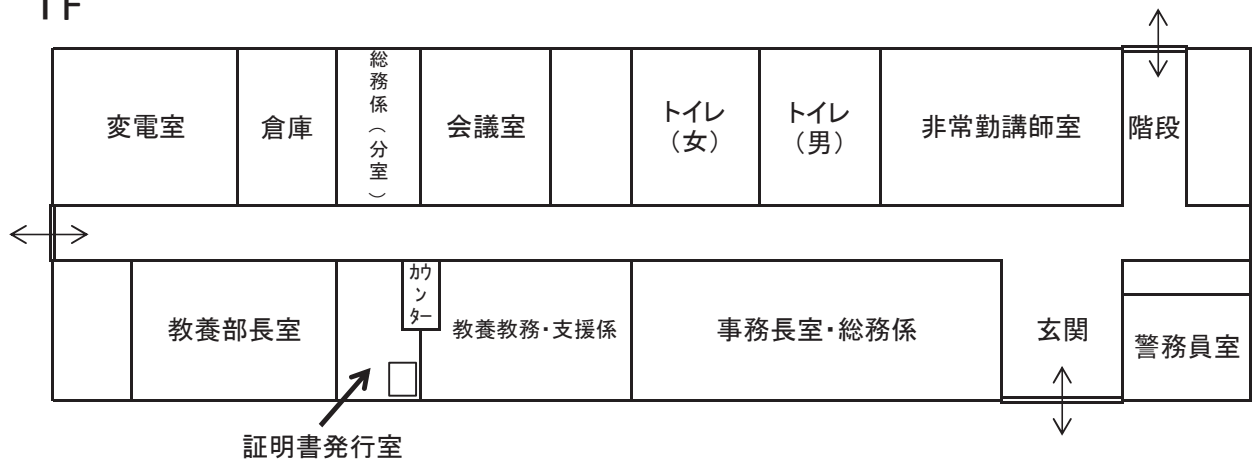 1F
変電室
倉庫
総務係（分室）
会議室
トイレ
（女）
トイレ
（男）
非常勤講師室
階段
教養部長室
カウンター
教養教務・支援係
事務長室・総務係
玄関
警務員室
証明書発行室